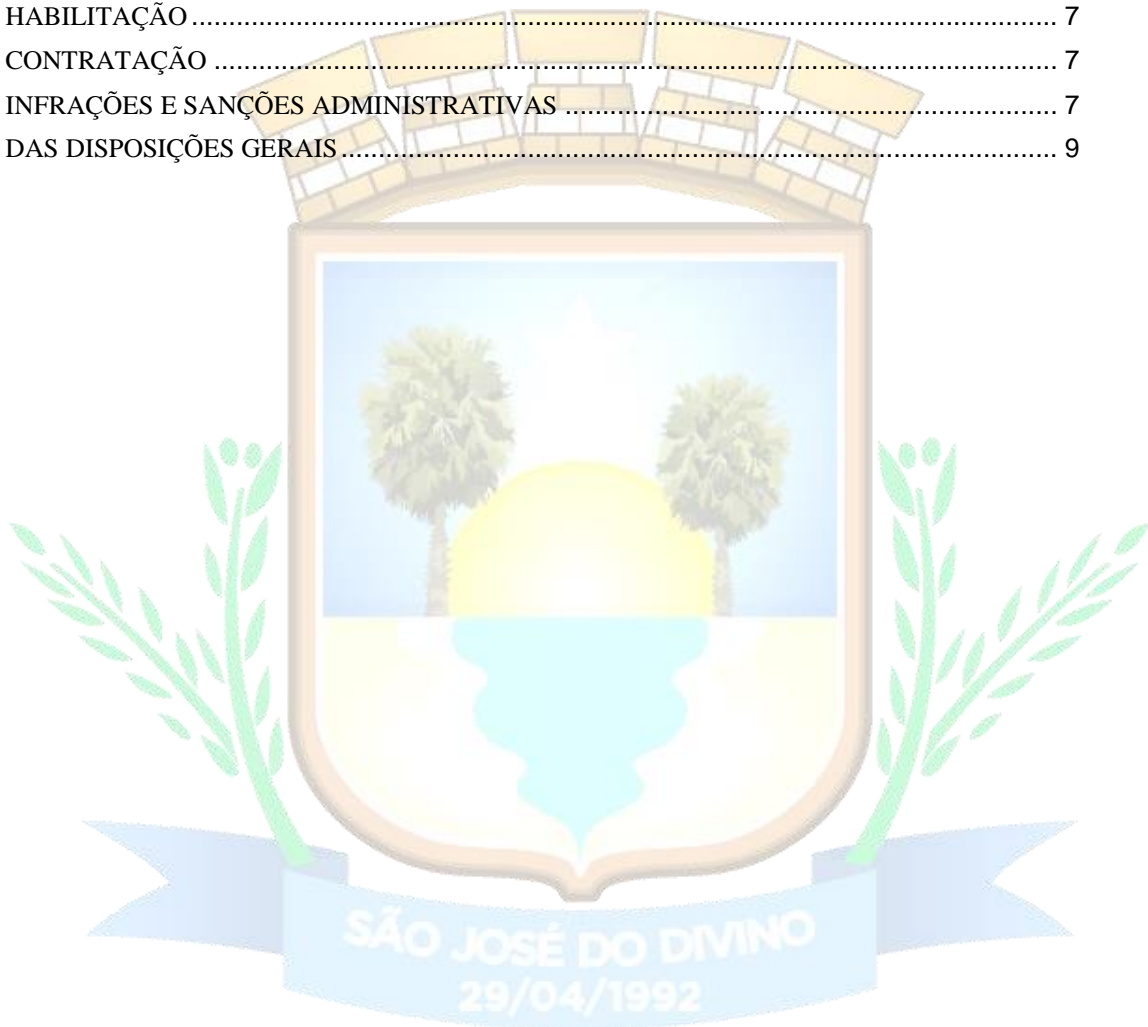 HABILITAÇÃO ........................................................................................................................ 7
CONTRATAÇÃO ..................................................................................................................... 7
INFRAÇÕES E SANÇÕES ADMINISTRATIVAS ...................................................................... 7
DAS DISPOSIÇÕES GERAIS .................................................................................................... 9
SÃO JOSÉ DO DIVINO
29/04/1992